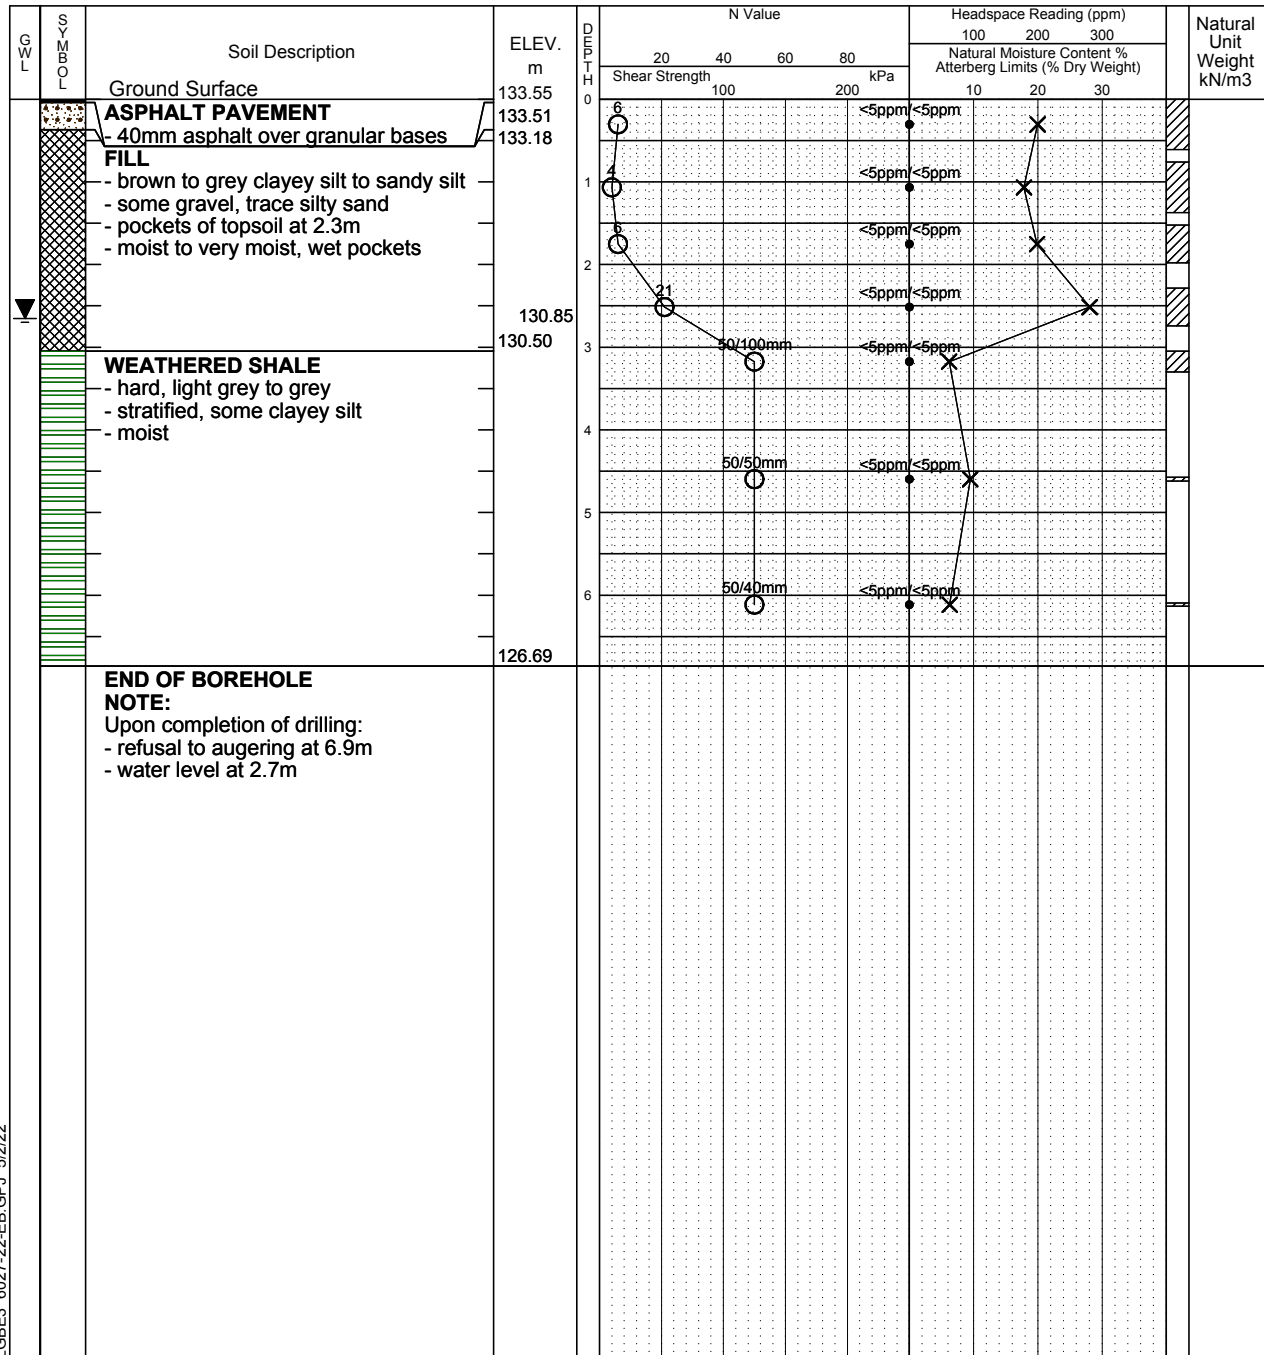 GWL
SYMBOL
Soil Description
Ground Surface
ELEV.
m
DEPTH
N Value
20 40 60 80
Shear Strength kPa
100 200
Headspace Reading (ppm)
100 200 300
Natural Moisture Content %
Atterberg Limits (% Dry Weight)
10 20 30
Natural
Unit
Weight
kN/m3
133.55
0
ASPHALT PAVEMENT
133.51
- 40mm asphalt over granular bases
133.18
FILL
- brown to grey clayey silt to sandy silt
- some gravel, trace silty sand
- pockets of topsoil at 2.3m
- moist to very moist, wet pockets
130.85
130.50
WEATHERED SHALE
- hard, light grey to grey
- stratified, some clayey silt
- moist
126.69
END OF BOREHOLE
NOTE:
Upon completion of drilling:
- refusal to augering at 6.9m
- water level at 2.7m
1
2
3
4
5
6
6 <5ppm/<5ppm
4 <5ppm/<5ppm
6 <5ppm/<5ppm
21 <5ppm/<5ppm
50/100mm <5ppm/<5ppm
50/50mm <5ppm/<5ppm
50/40mm <5ppm/<5ppm